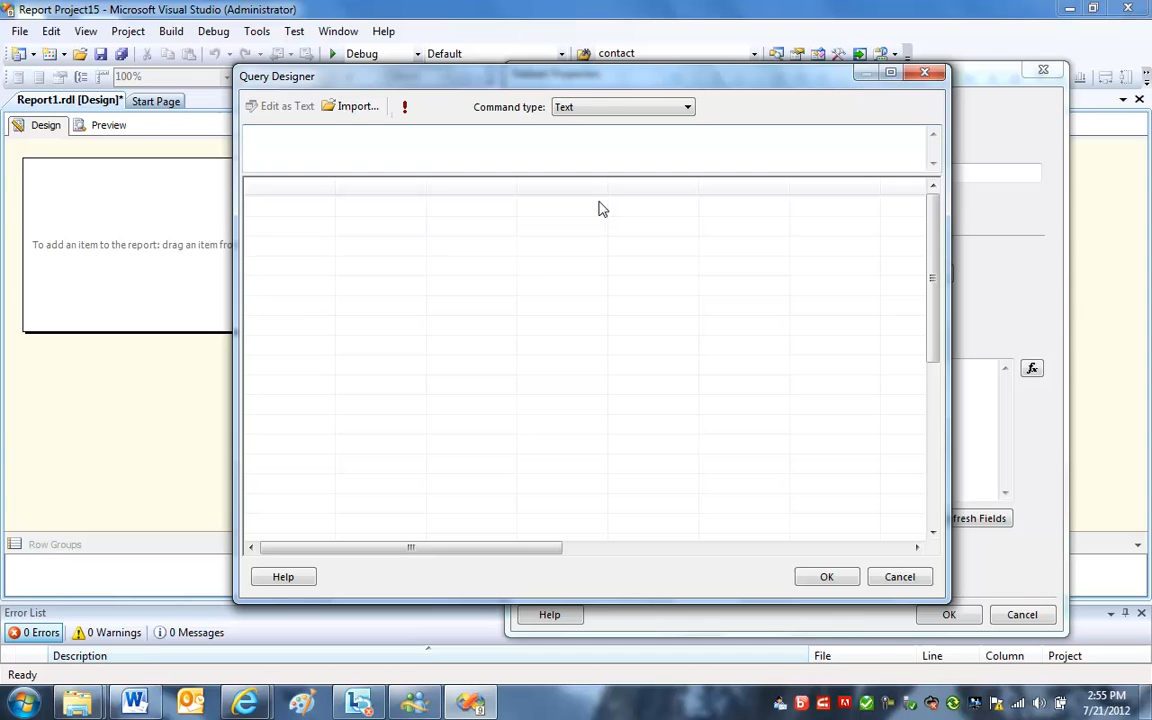 Report Project15 - Microsoft Visual Studio (Administrator)
File Edit View Project Build Debug Tools Test Window Help
Debug Default contact
100%
Query Designer
Report1.rdl [Design]* Start Page
Edit as Text Import... Command type: Text
Design Preview
To add an item to the report: drag an item fro
fx
fresh Fields
Row Groups
Help OK Cancel
Error List
Help OK Cancel
0 Errors 0 Warnings 0 Messages
Description File Line Column Project
Ready
2:55 PM
7/21/2012